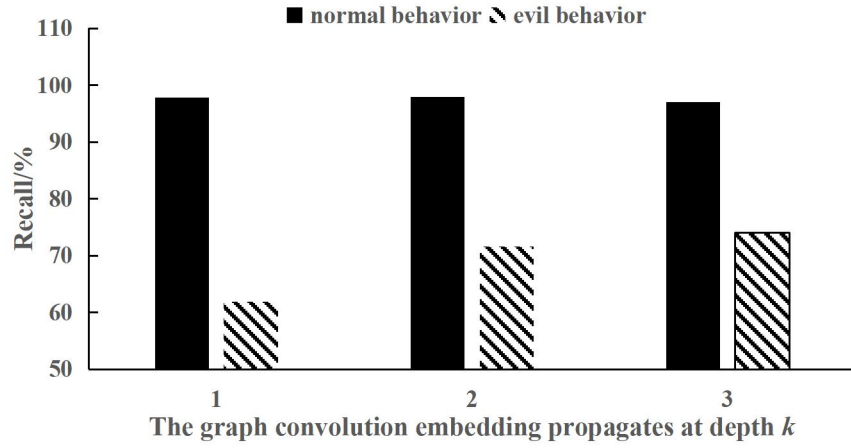 normal behavior evil behavior
110
100
90
80
70
60
50
Recall/%
1 2 3
The graph convolution embedding propagates at depth k